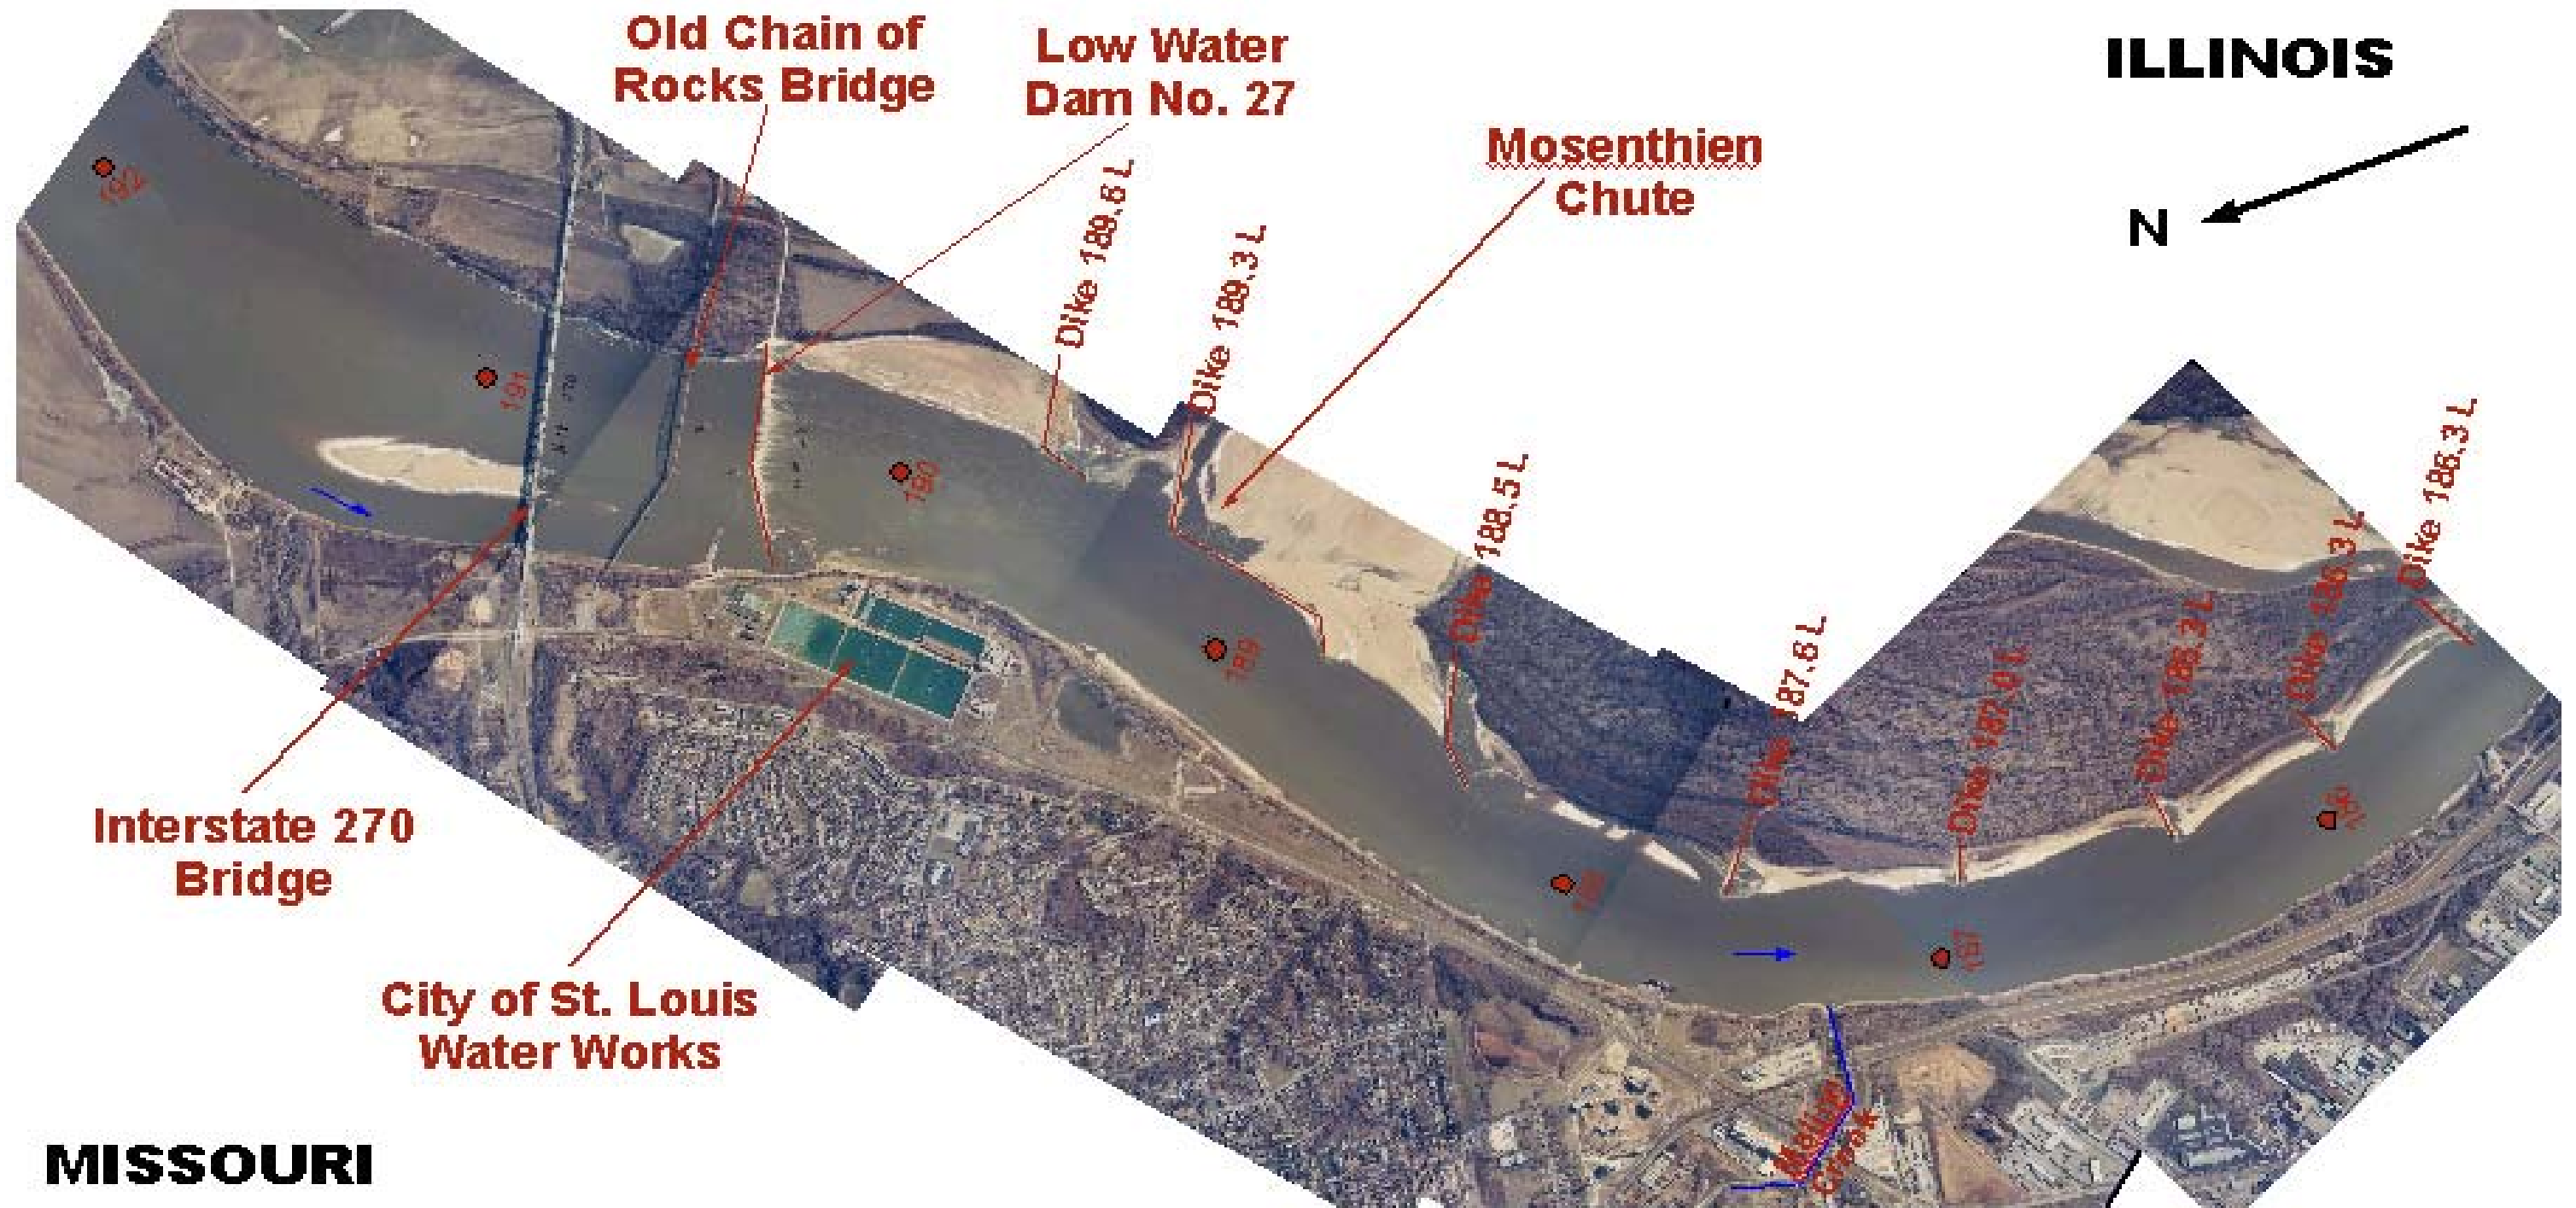 Old Chain of
Rocks Bridge
Low Water
Dam No. 27
ILLINOIS
Mosenthien
Chute
N
Dike 189.6 L
Dike 189.3 L
Dike 188.5 L
Dike 187.6 L
Dike 187.0 L
Dike 186.3 L
Dike 186.3 L
Dike 186.3 L
192
191
190
189
188
187
Interstate 270
Bridge
City of St. Louis
Water Works
MISSOURI
Creek